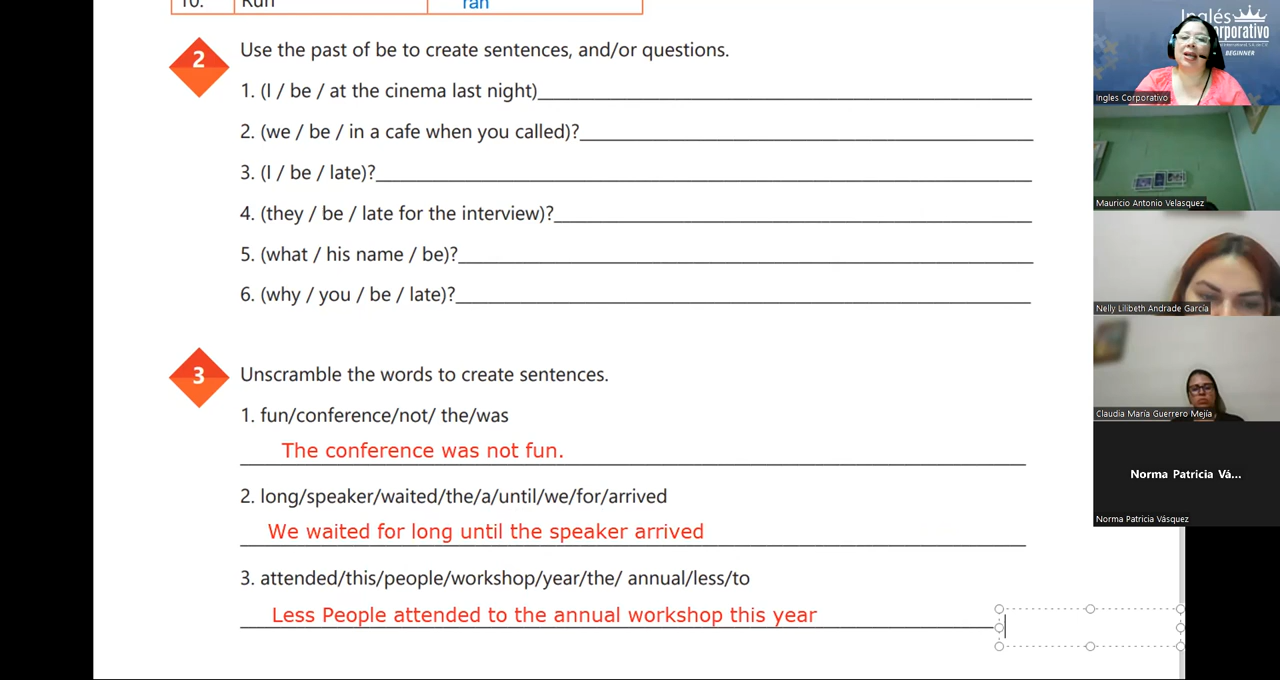 10. Run ran
2 Use the past of be to create sentences, and/or questions.
1. (I / be / at the cinema last night)
2. (we / be / in a cafe when you called)?
3. (I / be / late)?
4. (they / be / late for the interview)?
5. (what / his name / be)?
6. (why / you / be / late)?
3 Unscramble the words to create sentences.
1. fun/conference/not/ the/was
The conference was not fun.
2. long/speaker/waited/the/a/until/we/for/arrived
We waited for long until the speaker arrived
3. attended/this/people/workshop/year/the/ annual/less/to
Less People attended to the annual workshop this year
Inglés
Corporativo
BEGINNER
Ingles Corporativo
Mauricio Antonio Velasquez
Nelly Lilibeth Andrade García
Claudia María Guerrero Mejía
Norma Patricia Vá...
Norma Patricia Vásquez